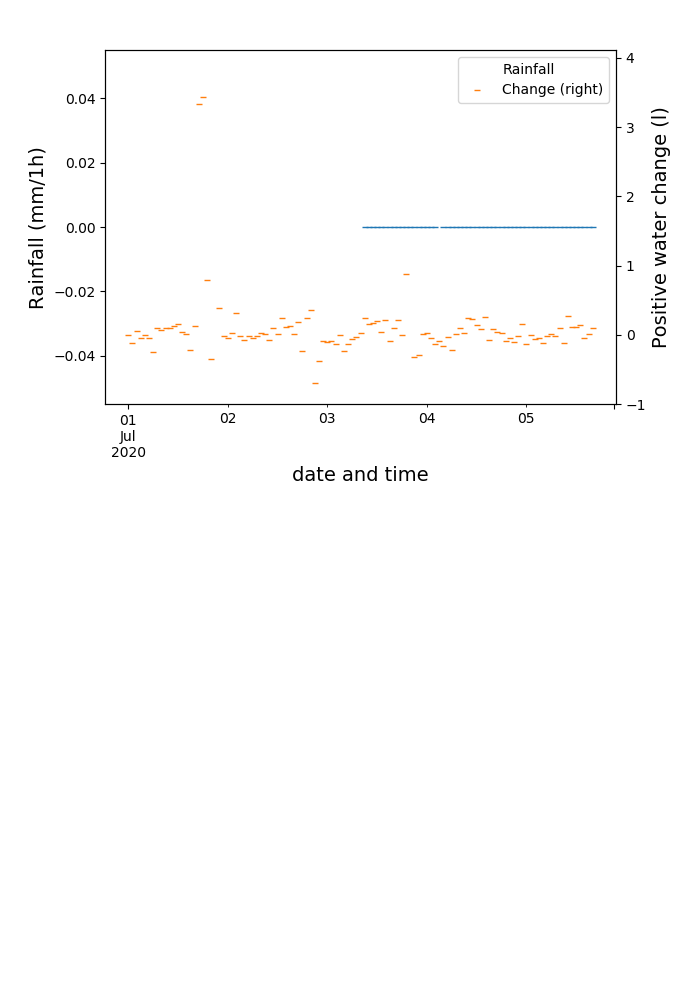 Rainfall
Change (right)
0.04
0.02
0.00
−0.02
−0.04
Rainfall (mm/1h)
4
3
2
1
0
−1
Positive water change (l)
01
Jul
2020
02
03
04
05
date and time